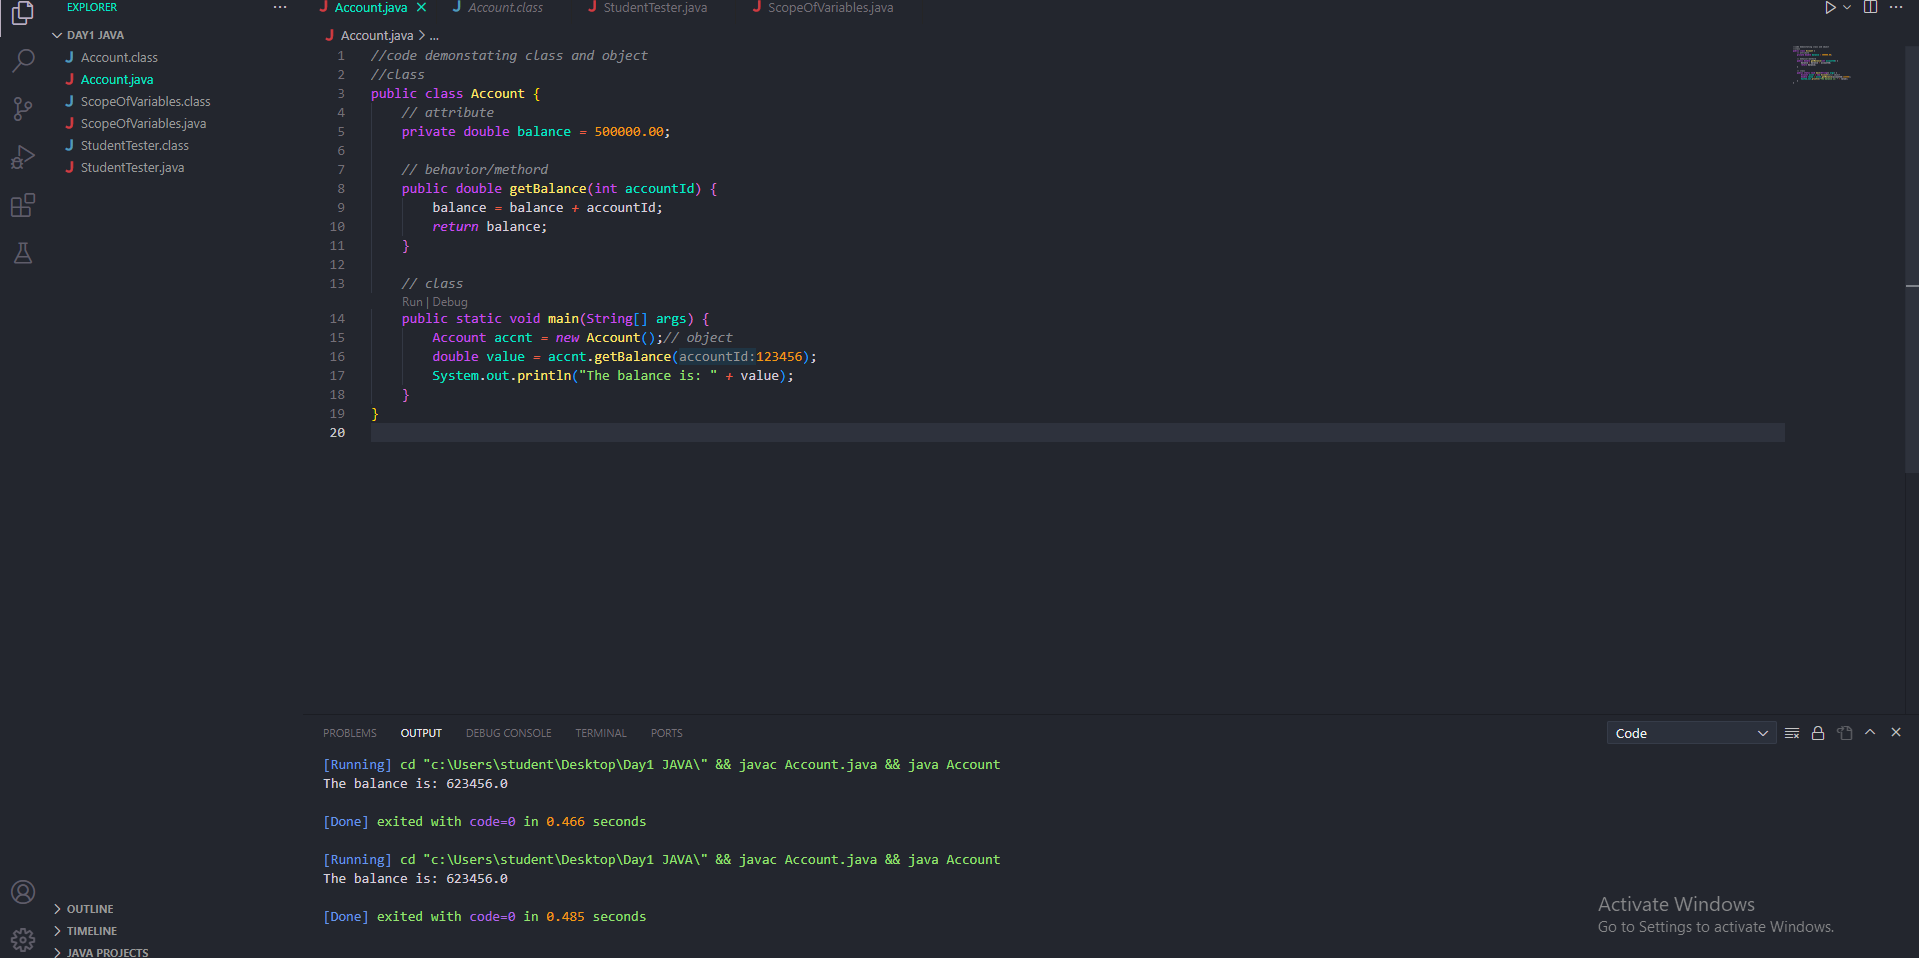 EXPLORER ...
DAY1 JAVA
Account.class
Account.java
ScopeOfVariables.class
ScopeOfVariables.java
StudentTester.class
StudentTester.java
OUTLINE
TIMELINE
JAVA PROJECTS
Account.java Account.class StudentTester.java ScopeOfVariables.java
Account.java > ...
1 //code demonstating class and object
2 //class
3 public class Account {
4 // attribute
5 private double balance = 500000.00;
6
7 // behavior/methord
8 public double getBalance(int accountId) {
9 balance = balance + accountId;
10 return balance;
11 }
12
13 // class
Run | Debug
14 public static void main(String[] args) {
15 Account accnt = new Account();// object
16 double value = accnt.getBalance(accountId:123456);
17 System.out.println("The balance is: " + value);
18 }
19 }
20
PROBLEMS OUTPUT DEBUG CONSOLE TERMINAL PORTS Code
[Running] cd "c:\Users\student\Desktop\Day1 JAVA\" && javac Account.java && java Account
The balance is: 623456.0
[Done] exited with code=0 in 0.466 seconds
[Running] cd "c:\Users\student\Desktop\Day1 JAVA\" && javac Account.java && java Account
The balance is: 623456.0
[Done] exited with code=0 in 0.485 seconds
Activate Windows
Go to Settings to activate Windows.